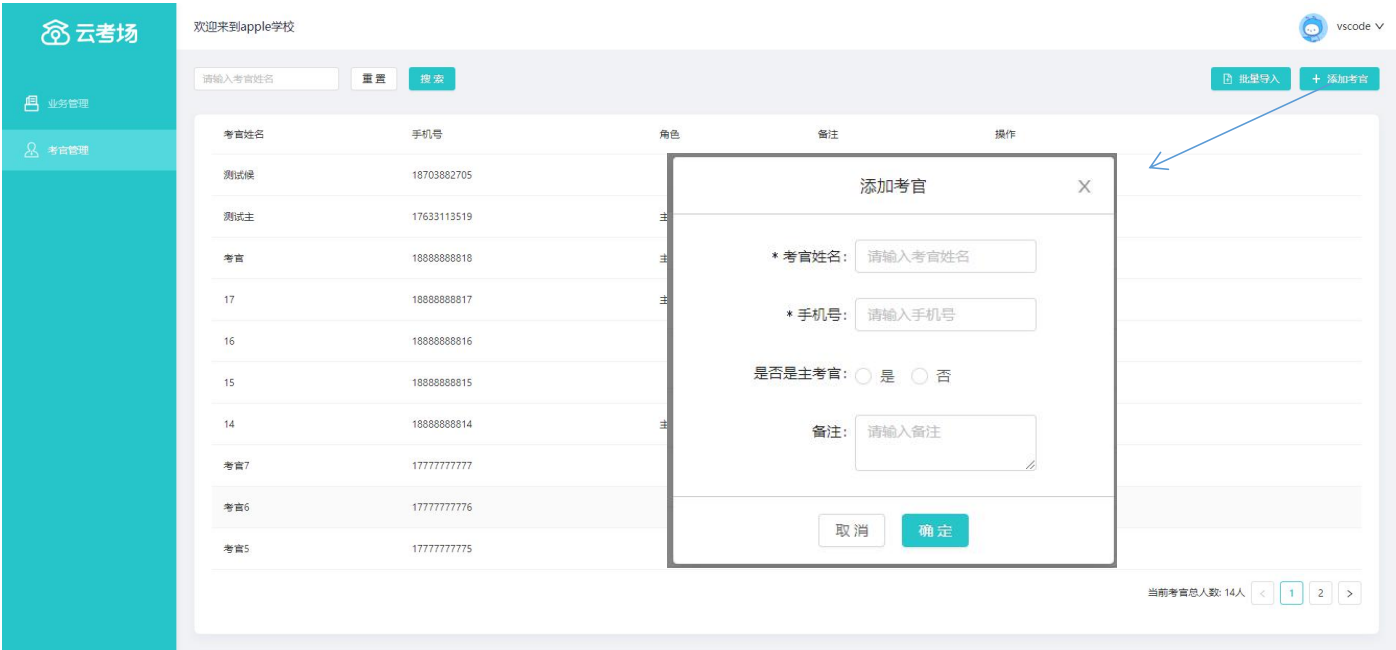 云考场
欢迎来到apple学校
vscode
请输入考官姓名
重置
搜索
批量导入
+ 添加考官
业务管理
考官管理
考官姓名 手机号 角色 备注 操作
测试候 18703882705
测试主 17633113519 主
考官 18888888818 主
17 18888888817 主
16 18888888816
15 18888888815
14 18888888814 主
考官7 17777777777
考官6 17777777776
考官5 17777777775
添加考官 X
* 考官姓名: 请输入考官姓名
* 手机号: 请输入手机号
是否是主考官: 是 否
备注: 请输入备注
取消 确定
当前考官总人数: 14人 < 1 2 >